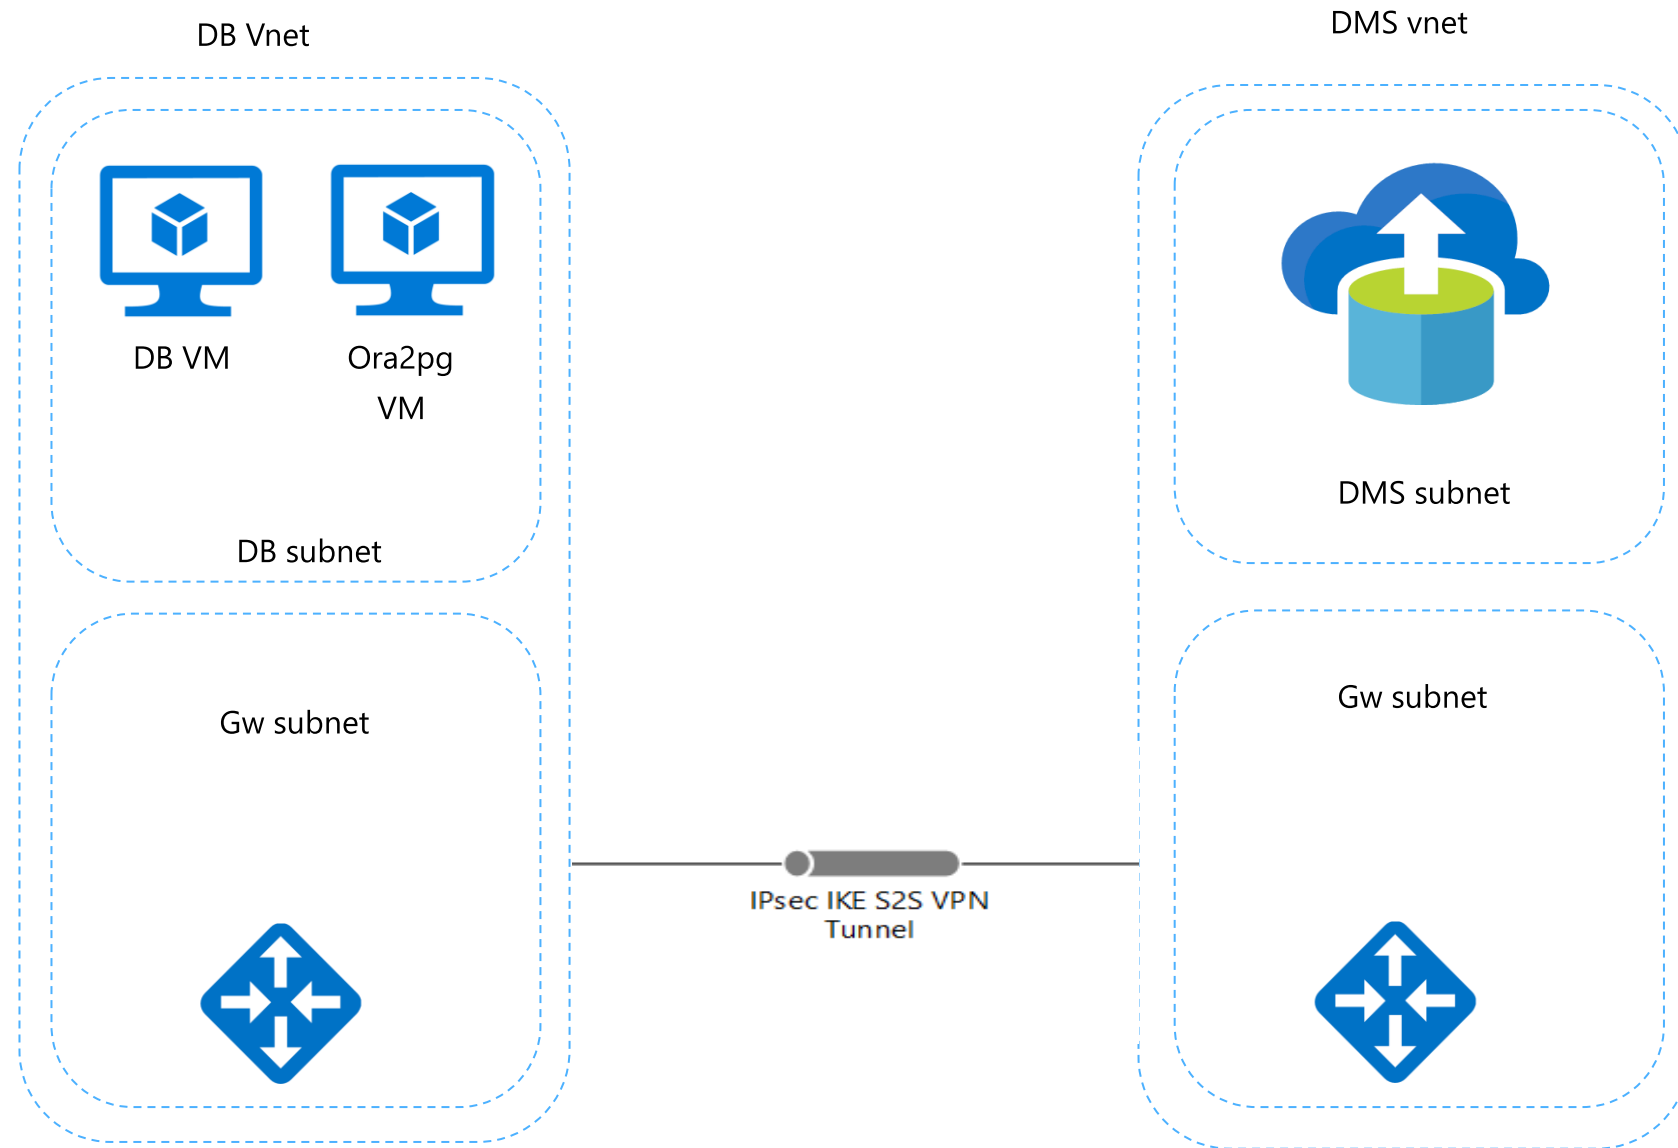 DB Vnet
DMS vnet
DB VM
Ora2pg
VM
DB subnet
DMS subnet
Gw subnet
Gw subnet
IPsec IKE S2S VPN
Tunnel